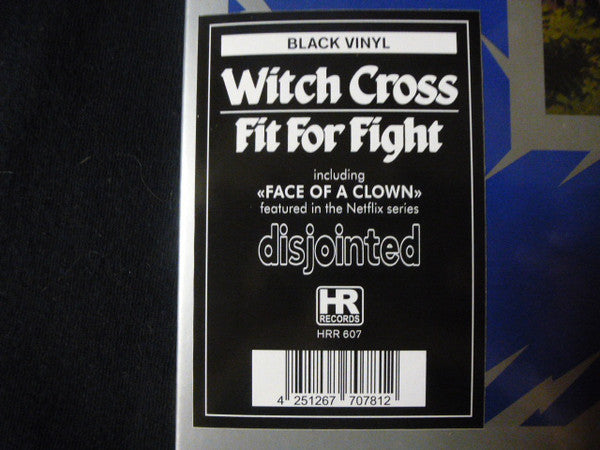 BLACK VINYL
Witch Cross
Fit For Fight
including
«FACE OF A CLOWN»
featured in the Netflix series
disjointed
HR
RECORDS
HRR 607
4 251267 707812